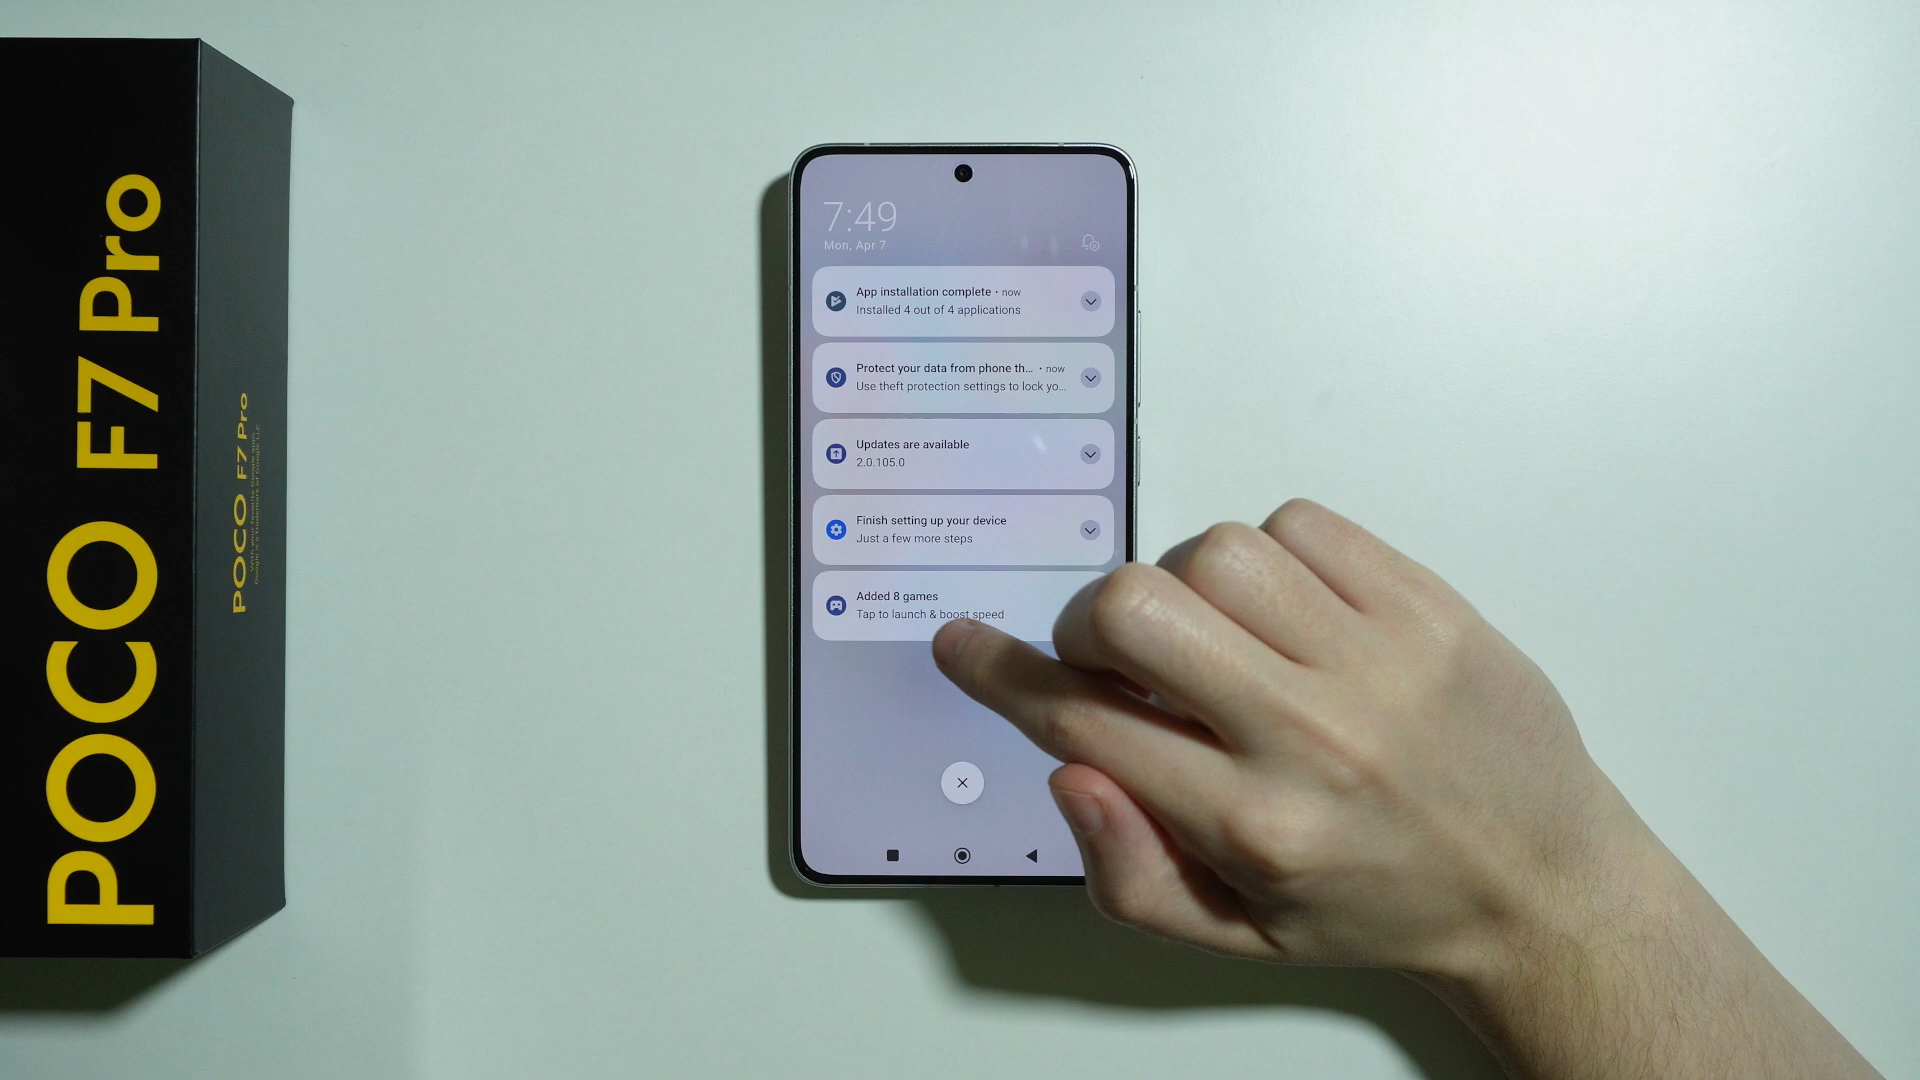 POCO F7 Pro
POCO F7 Pro
7:49
Mon, Apr 7
App installation complete • now
Installed 4 out of 4 applications
Protect your data from phone th... • now
Use theft protection settings to lock yo...
Updates are available
2.0.105.0
Finish setting up your device
Just a few more steps
Added 8 games
Tap to launch & boost speed